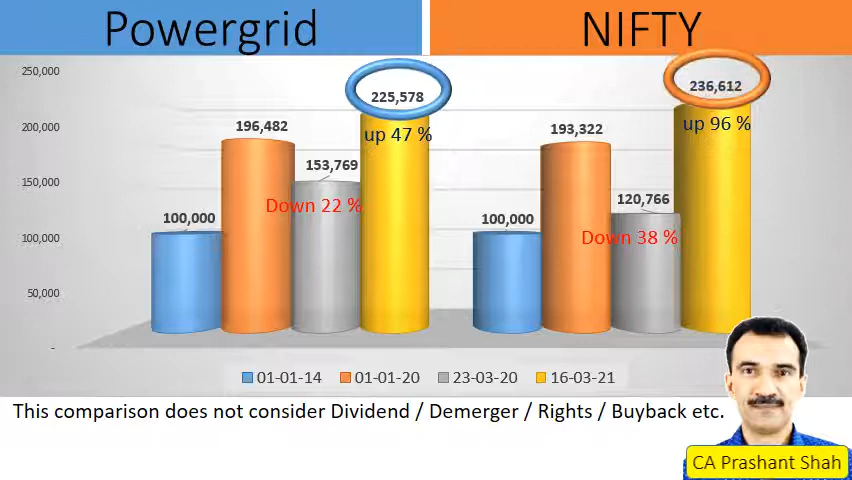 Powergrid
NIFTY
250,000
200,000
150,000
100,000
50,000
-
100,000
196,482
153,769
225,578
Down 22 %
up 47 %
100,000
193,322
120,766
236,612
Down 38 %
up 96 %
01-01-14 01-01-20 23-03-20 16-03-21
This comparison does not consider Dividend / Demerger / Rights / Buyback etc.
CA Prashant Shah